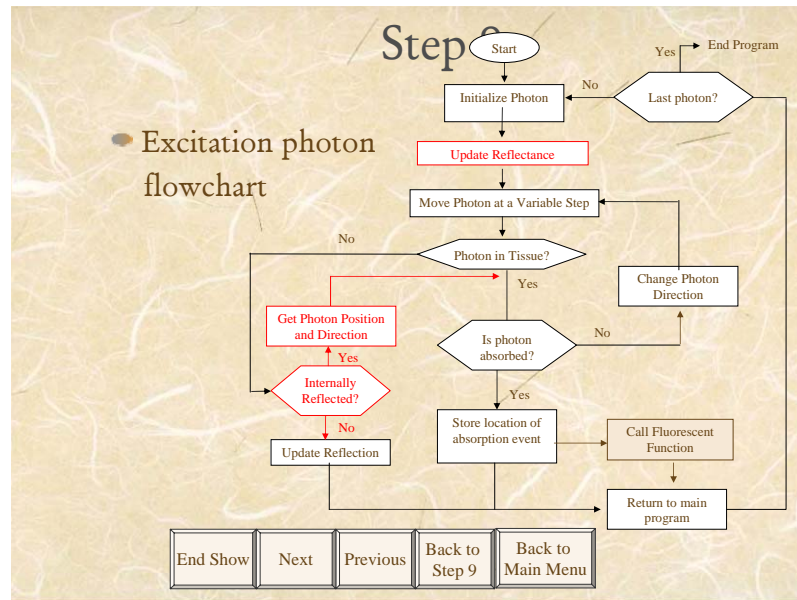 Step
Start
Yes
End Program
No
Initialize Photon
Last photon?
Excitation photon
flowchart
Update Reflectance
Move Photon at a Variable Step
No
Photon in Tissue?
Yes
Change Photon
Direction
Get Photon Position
and Direction
Is photon
absorbed?
No
Yes
Internally
Reflected?
Yes
No
Store location of
absorption event
Call Fluorescent
Function
Update Reflection
Return to main
program
End Show
Next
Previous
Back to
Step 9
Back to
Main Menu